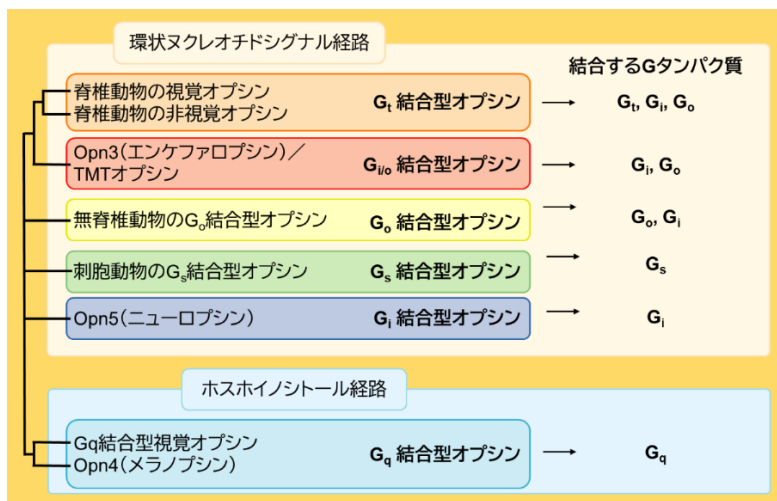 環状ヌクレオチドシグナル経路
結合するGタンパク質
脊椎動物の視覚オプシン
脊椎動物の非視覚オプシン
Gt 結合型オプシン
Gt, Gi, Go
Opn3(エンケファロプシン)/
TMTオプシン
Gi/o 結合型オプシン
Gi, Go
無脊椎動物のGo結合型オプシン
Go 結合型オプシン
Go, Gi
刺胞動物のGs結合型オプシン
Gs 結合型オプシン
Gs
Opn5(ニューロプシン)
Gi 結合型オプシン
Gi
ホスホイノシトール経路
Gq結合型視覚オプシン
Opn4(メラノプシン)
Gq 結合型オプシン
Gq